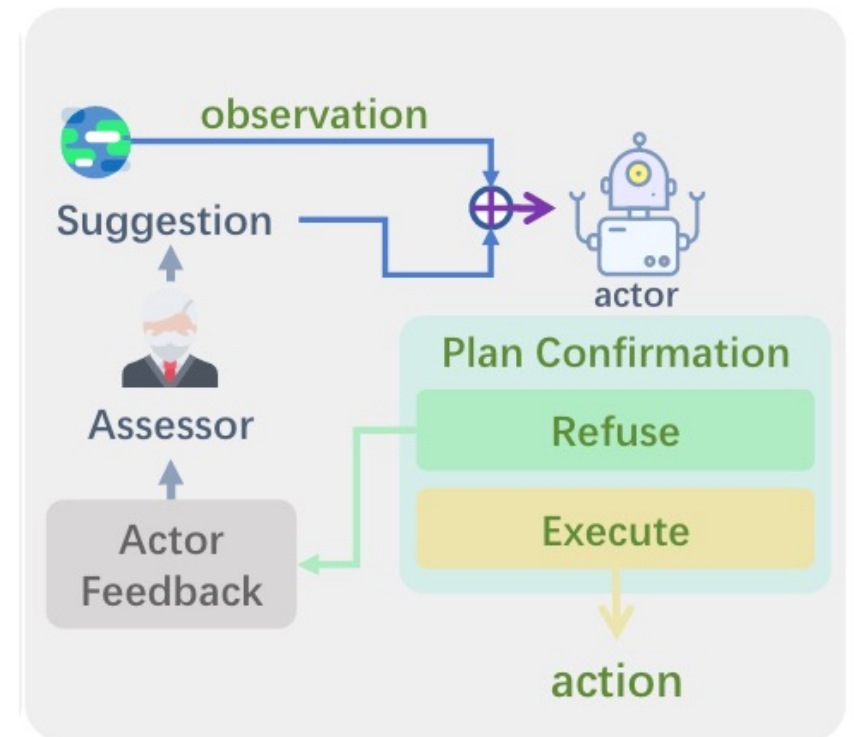 observation
Suggestion
actor
Plan Confirmation
Assessor
Refuse
Execute
Actor
Feedback
action